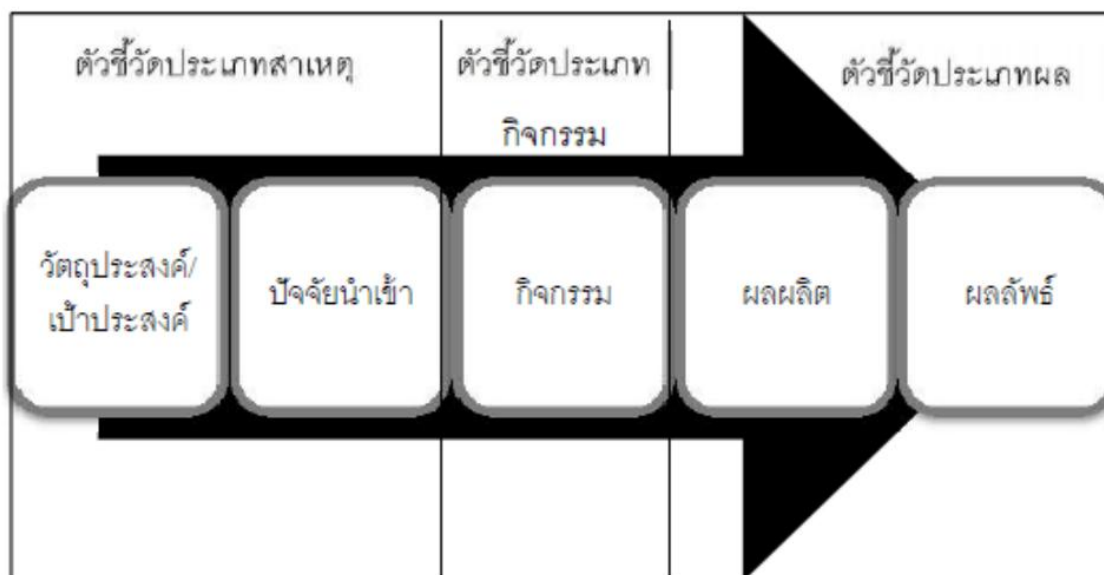 ตัวชี้วัดประเภทสาเหตุ
ตัวชี้วัดประเภท
กิจกรรม
ตัวชี้วัดประเภทผล
วัตถุประสงค์/
เป้าประสงค์
ปัจจัยนำเข้า
กิจกรรม
ผลผลิต
ผลลัพธ์